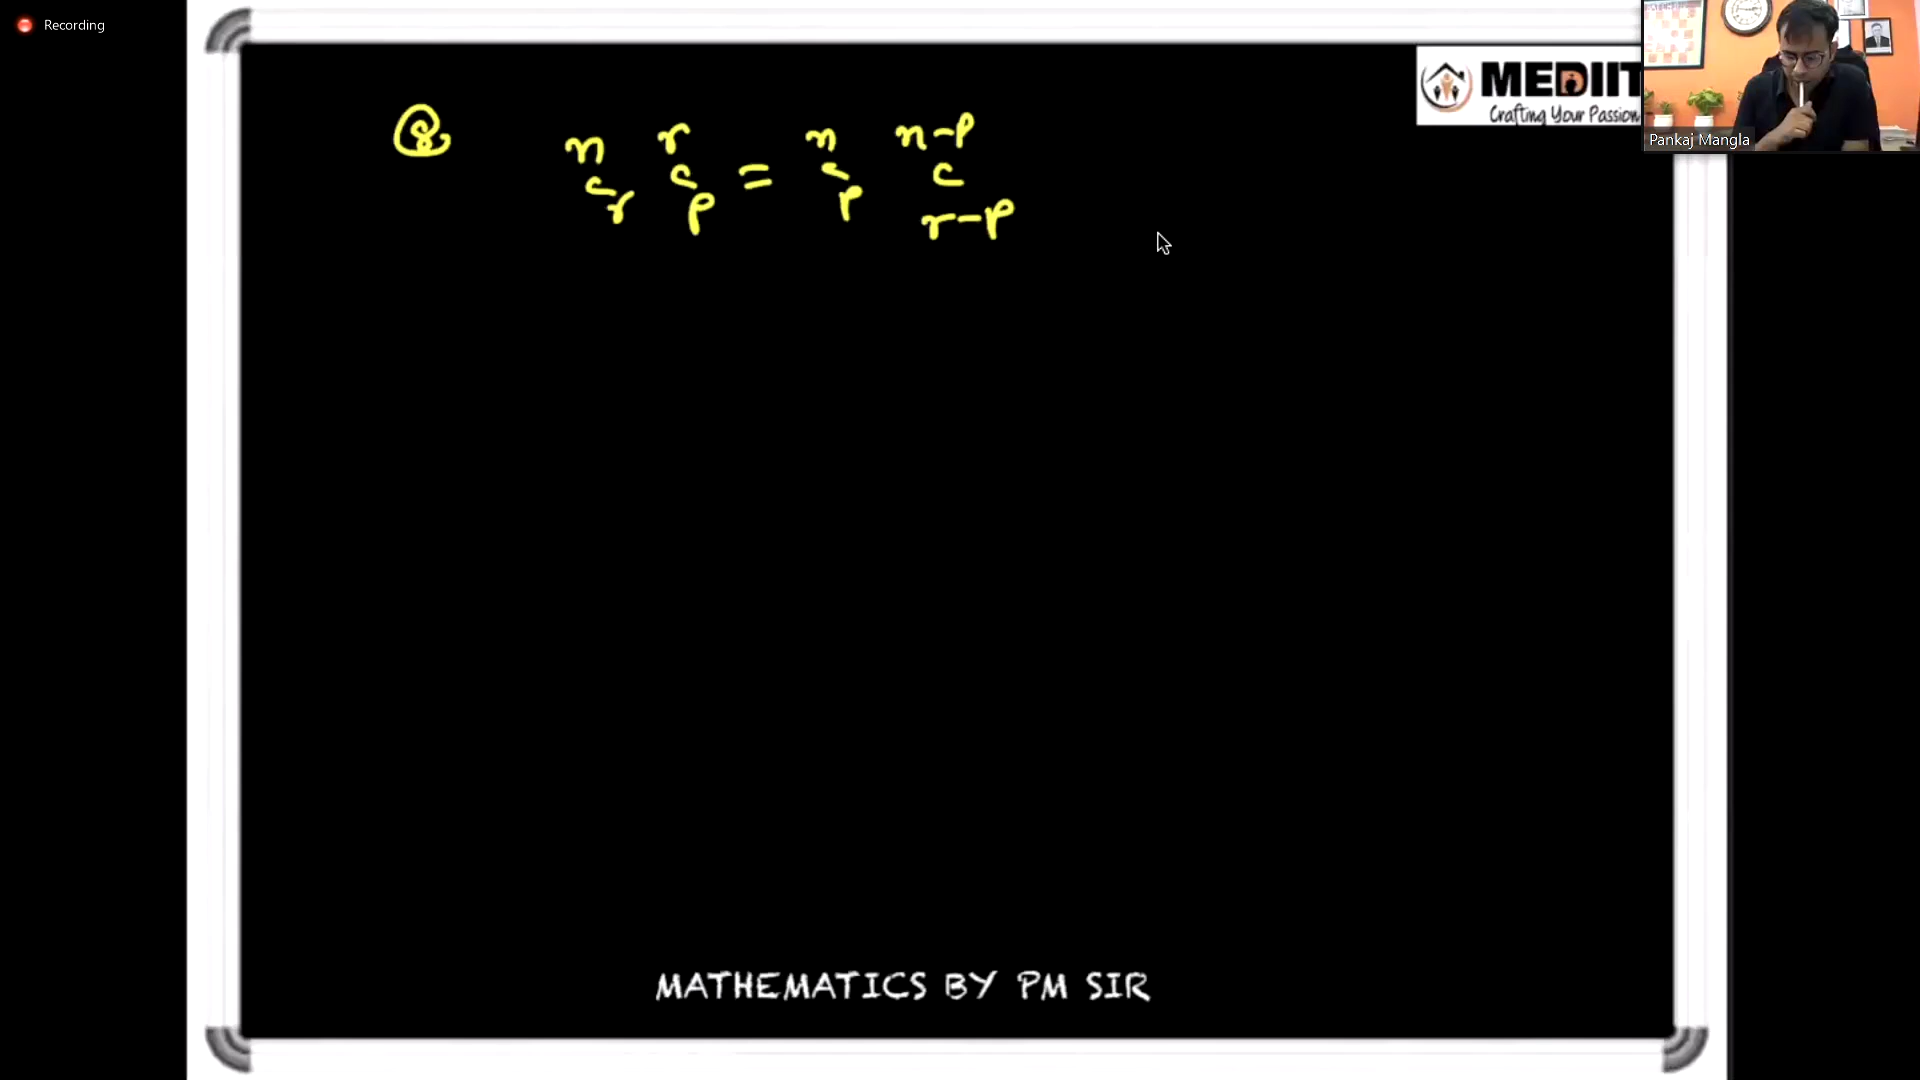 Recording
MEDIIT
Crafting Your Passion
Pankaj Mangla
Q ⁿCᵣ ʳCₚ = ⁿCₚ ⁿ⁻ᵖCᵣ₋ₚ
MATHEMATICS BY PM SIR